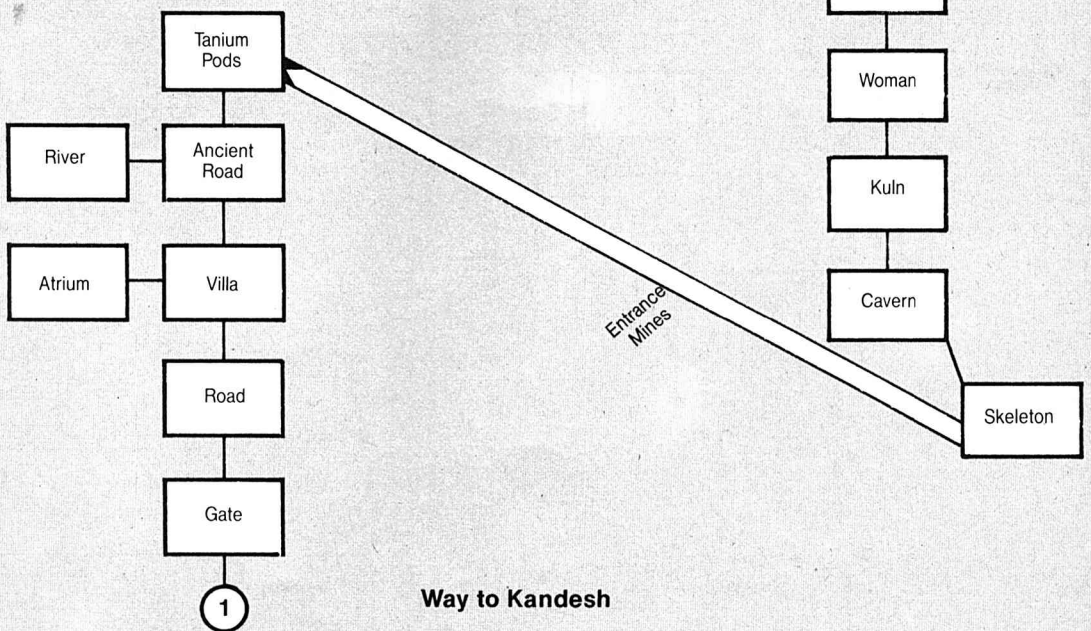 Tanium
Pods
Woman
River
Ancient
Road
Kuln
Atrium
Villa
Cavern
Entrance
Mines
Road
Skeleton
Gate
1
Way to Kandesh